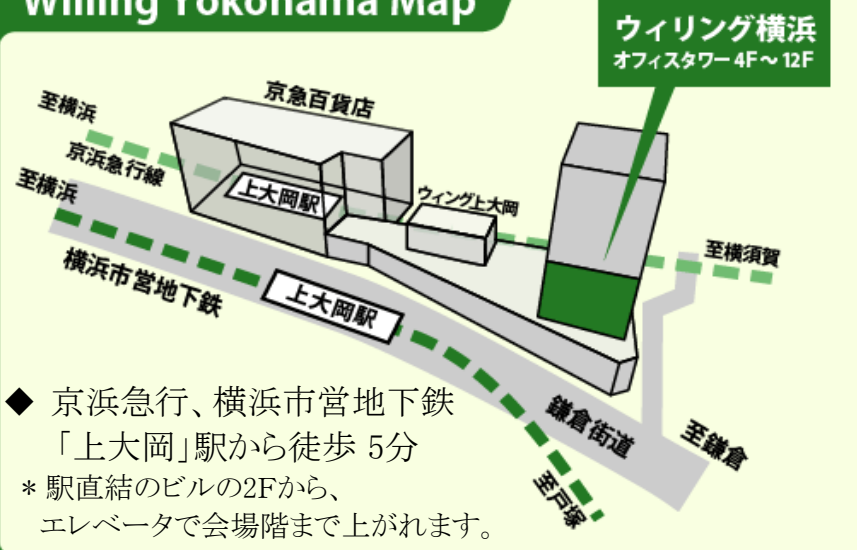 Willing Yokohama Map
ウィリング横浜
オフィスタワー 4F～12F
京急百貨店
至横浜
京浜急行線
上大岡駅
ウィング上大岡
至横須賀
至横浜
横浜市営地下鉄
上大岡駅
鎌倉街道
至鎌倉
至戸塚
◆ 京浜急行、横浜市営地下鉄
「上大岡」駅から徒歩 5分
* 駅直結のビルの2Fから、
エレベータで会場階まで上がれます。